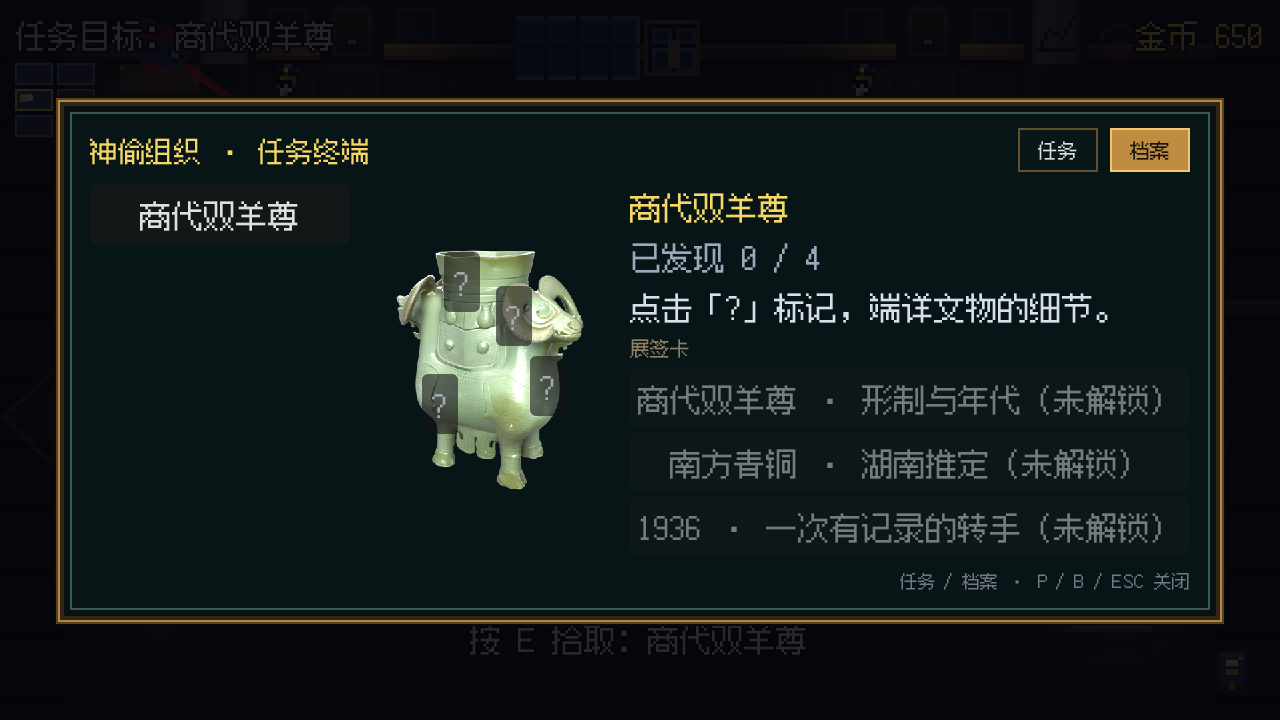 任务目标: 商代双羊尊
金币 650
神偷组织 · 任务终端
任务
档案
商代双羊尊
商代双羊尊
已发现 0 / 4
点击「?」标记，端详文物的细节。
展签卡
?
?
?
?
商代双羊尊 · 形制与年代 (未解锁)
南方青铜 · 湖南推定 (未解锁)
1936 · 一次有记录的转手 (未解锁)
任务 / 档案 · P / B / ESC 关闭
按 E 拾取: 商代双羊尊